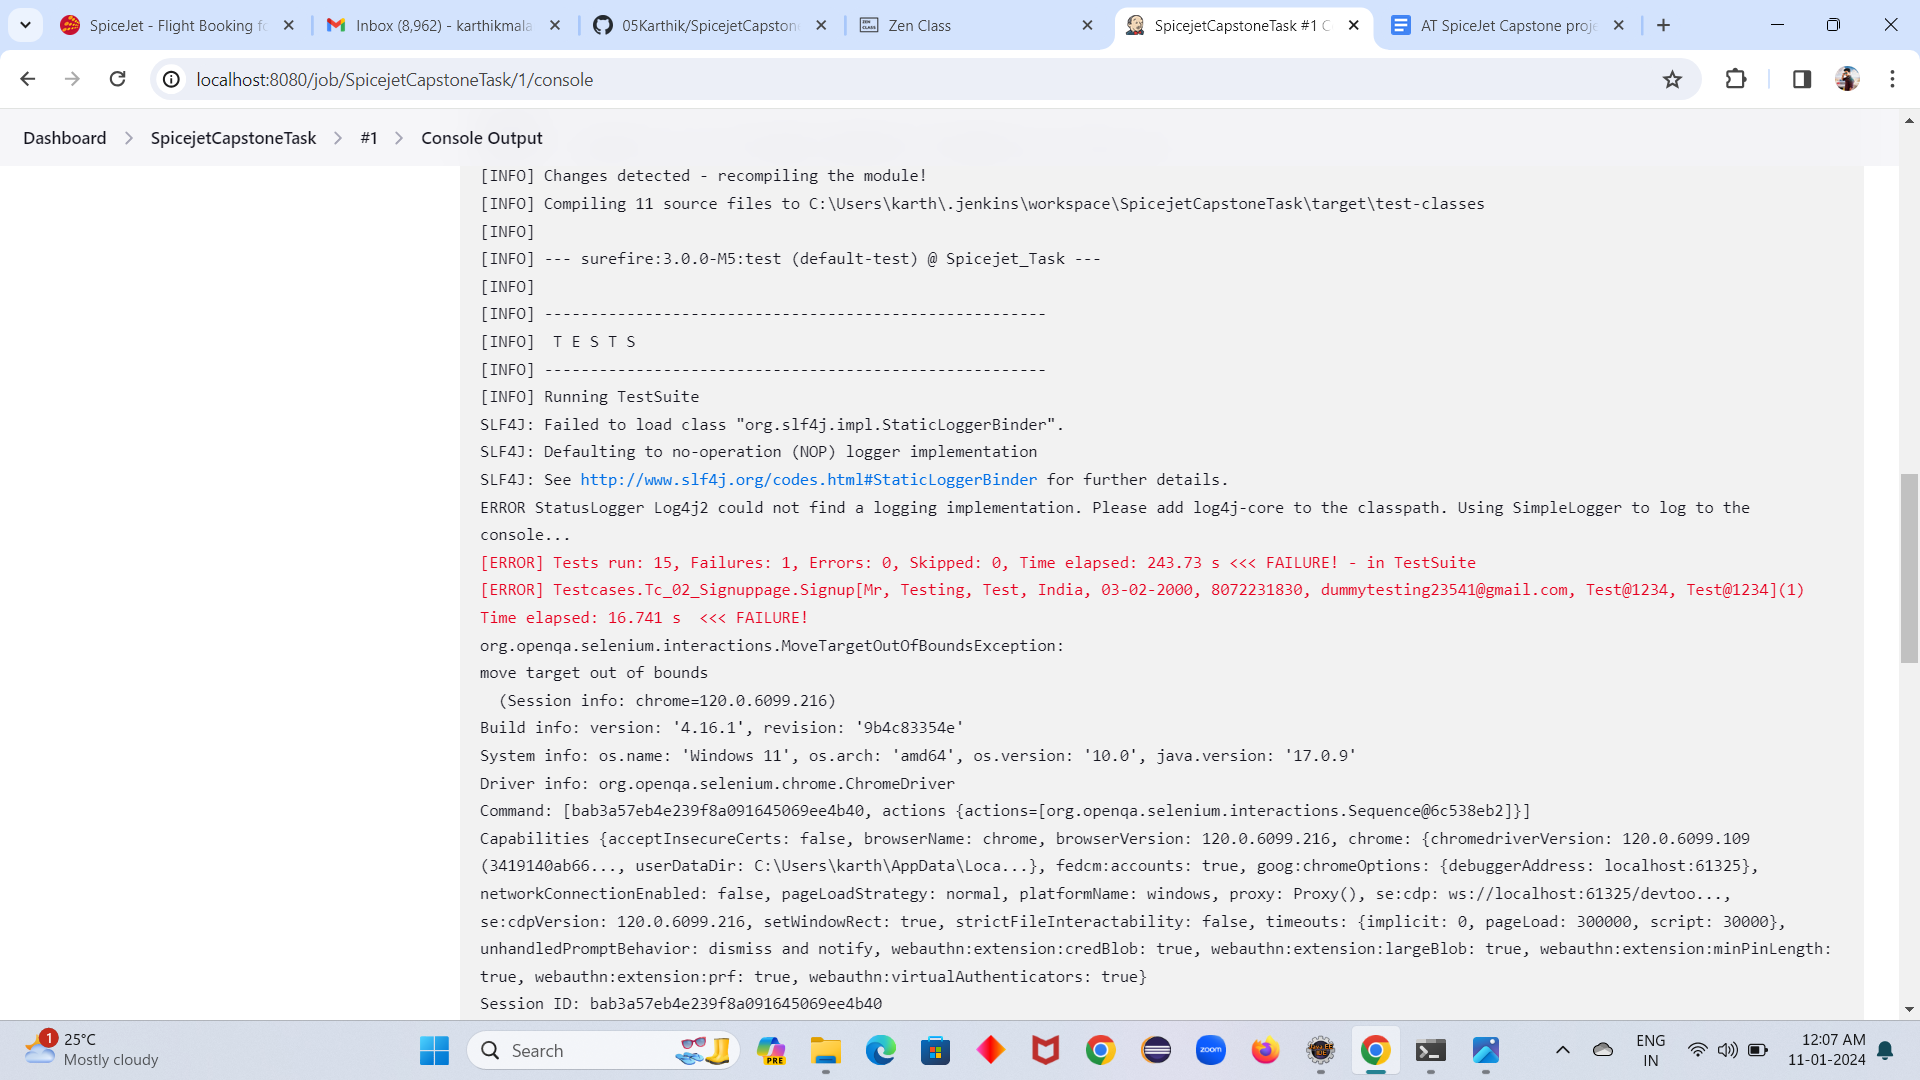 SpiceJet - Flight Booking fo
Inbox (8,962) - karthikmala
05Karthik/SpicejetCapstone
Zen Class
SpicejetCapstoneTask #1 C
AT SpiceJet Capstone proje
localhost:8080/job/SpicejetCapstoneTask/1/console
Dashboard
SpicejetCapstoneTask
#1
Console Output
[INFO] Changes detected - recompiling the module!
[INFO] Compiling 11 source files to C:\Users\karth\.jenkins\workspace\SpicejetCapstoneTask\target\test-classes
[INFO]
[INFO] --- surefire:3.0.0-M5:test (default-test) @ Spicejet_Task ---
[INFO]
[INFO] -------------------------------------------------------
[INFO]  T E S T S
[INFO] -------------------------------------------------------
[INFO] Running TestSuite
SLF4J: Failed to load class "org.slf4j.impl.StaticLoggerBinder".
SLF4J: Defaulting to no-operation (NOP) logger implementation
SLF4J: See http://www.slf4j.org/codes.html#StaticLoggerBinder for further details.
ERROR StatusLogger Log4j2 could not find a logging implementation. Please add log4j-core to the classpath. Using SimpleLogger to log to the
console...
[ERROR] Tests run: 15, Failures: 1, Errors: 0, Skipped: 0, Time elapsed: 243.73 s <<< FAILURE! - in TestSuite
[ERROR] Testcases.Tc_02_Signuppage.Signup[Mr, Testing, Test, India, 03-02-2000, 8072231830, dummytesting23541@gmail.com, Test@1234, Test@1234](1)
Time elapsed: 16.741 s  <<< FAILURE!
org.openqa.selenium.interactions.MoveTargetOutOfBoundsException:
move target out of bounds
(Session info: chrome=120.0.6099.216)
Build info: version: '4.16.1', revision: '9b4c83354e'
System info: os.name: 'Windows 11', os.arch: 'amd64', os.version: '10.0', java.version: '17.0.9'
Driver info: org.openqa.selenium.chrome.ChromeDriver
Command: [bab3a57eb4e239f8a091645069ee4b40, actions {actions=[org.openqa.selenium.interactions.Sequence@6c538eb2]}]
Capabilities {acceptInsecureCerts: false, browserName: chrome, browserVersion: 120.0.6099.216, chrome: {chromedriverVersion: 120.0.6099.109
(3419140ab66..., userDataDir: C:\Users\karth\AppData\Loca...}, fedcm:accounts: true, goog:chromeOptions: {debuggerAddress: localhost:61325},
networkConnectionEnabled: false, pageLoadStrategy: normal, platformName: windows, proxy: Proxy(), se:cdp: ws://localhost:61325/devtoo...,
se:cdpVersion: 120.0.6099.216, setWindowRect: true, strictFileInteractability: false, timeouts: {implicit: 0, pageLoad: 300000, script: 30000},
unhandledPromptBehavior: dismiss and notify, webauthn:extension:credBlob: true, webauthn:extension:largeBlob: true, webauthn:extension:minPinLength:
true, webauthn:extension:prf: true, webauthn:virtualAuthenticators: true}
Session ID: bab3a57eb4e239f8a091645069ee4b40
1
25°C
Mostly cloudy
Search
PRE
zoom
ENG
IN
12:07 AM
11-01-2024